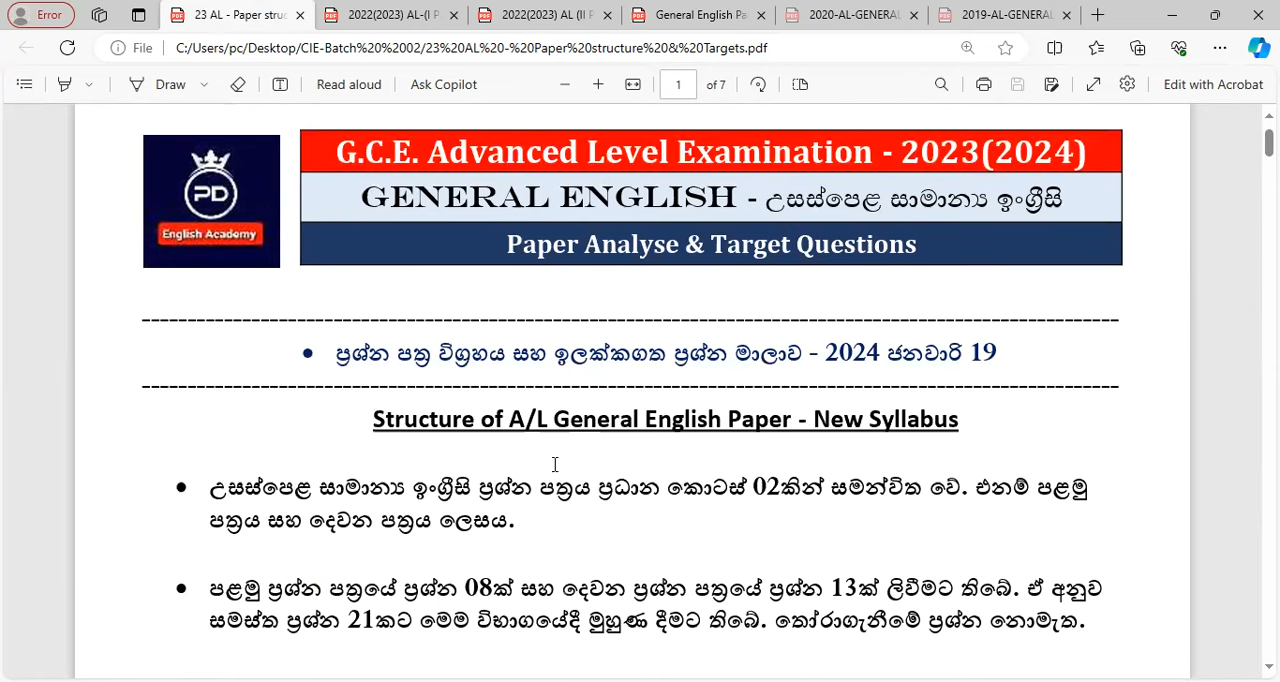 Error
23 AL - Paper struc
2022(2023) AL-(I P
2022(2023) AL (II P
General English Pa
2020-AL-GENERAL
2019-AL-GENERAL
File
C:/Users/pc/Desktop/CIE-Batch%20%2002/23%20AL%20-%20Paper%20structure%20&%20Targets.pdf
Draw
Read aloud
Ask Copilot
1
of 7
Edit with Acrobat
PD
English Academy
G.C.E. Advanced Level Examination - 2023(2024)
GENERAL ENGLISH - උසස්පෙළ සාමාන්‍ය ඉංග්‍රීසි
Paper Analyse & Target Questions
• ප්‍රශ්න පත්‍ර විග්‍රහය සහ ඉලක්කගත ප්‍රශ්න මාලාව - 2024 ජනවාරි 19
Structure of A/L General English Paper - New Syllabus
• උසස්පෙළ සාමාන්‍ය ඉංග්‍රීසි ප්‍රශ්න පත්‍රය ප්‍රධාන කොටස් 02කින් සමන්විත වේ. එනම් පළමු
පත්‍රය සහ දෙවන පත්‍රය ලෙසය.
• පළමු ප්‍රශ්න පත්‍රයේ ප්‍රශ්න 08ක් සහ දෙවන ප්‍රශ්න පත්‍රයේ ප්‍රශ්න 13ක් ලිවීමට තිබේ. ඒ අනුව
සමස්ත ප්‍රශ්න 21කට මෙම විභාගයේදී මුහුණ දීමට තිබේ. තෝරාගැනීමේ ප්‍රශ්න නොමැත.